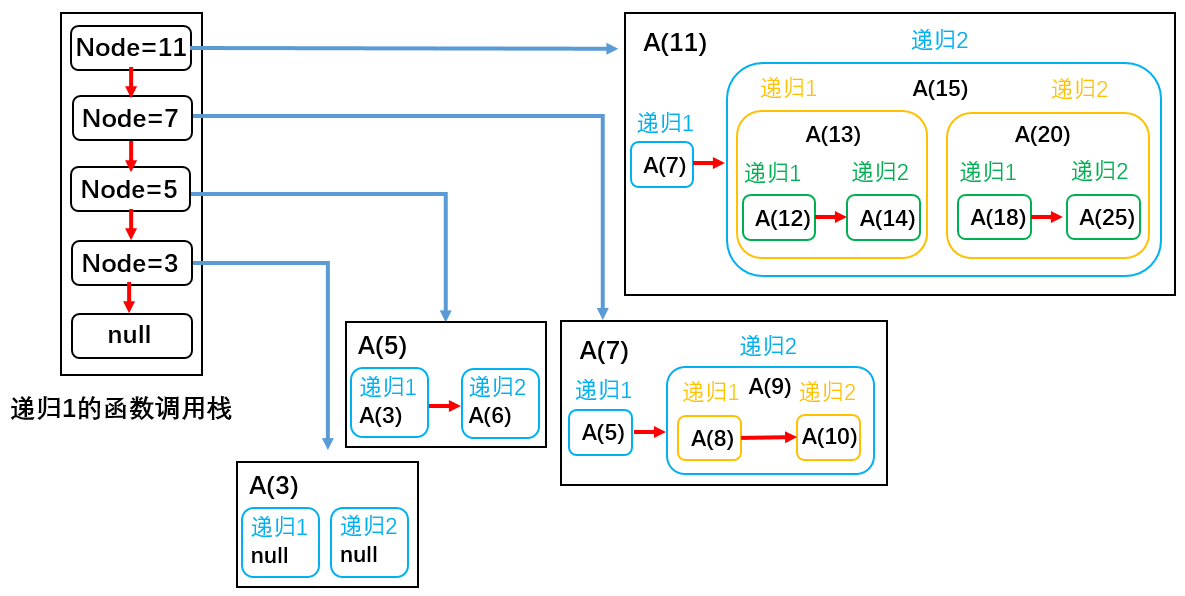 Node=11
Node=7
Node=5
Node=3
null
递归1的函数调用栈
A(11)
递归2
递归1
A(7)
递归1
A(15)
递归2
A(13)
递归1
递归2
A(12)
A(14)
A(20)
递归1
递归2
A(18)
A(25)
A(5)
递归1
A(3)
递归2
A(6)
A(7)
递归2
递归1
A(5)
递归1
A(9)
递归2
A(8)
A(10)
A(3)
递归1
null
递归2
null